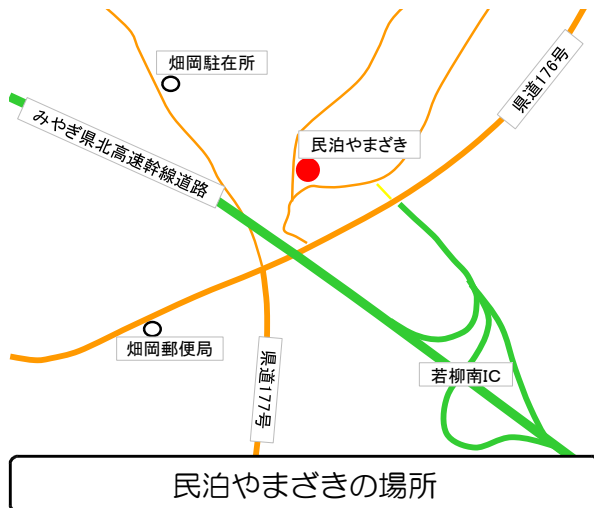 畑岡駐在所
県道176号
みやぎ県北高速幹線道路
民泊やまざき
畑岡郵便局
県道177号
若柳南IC
民泊やまざきの場所